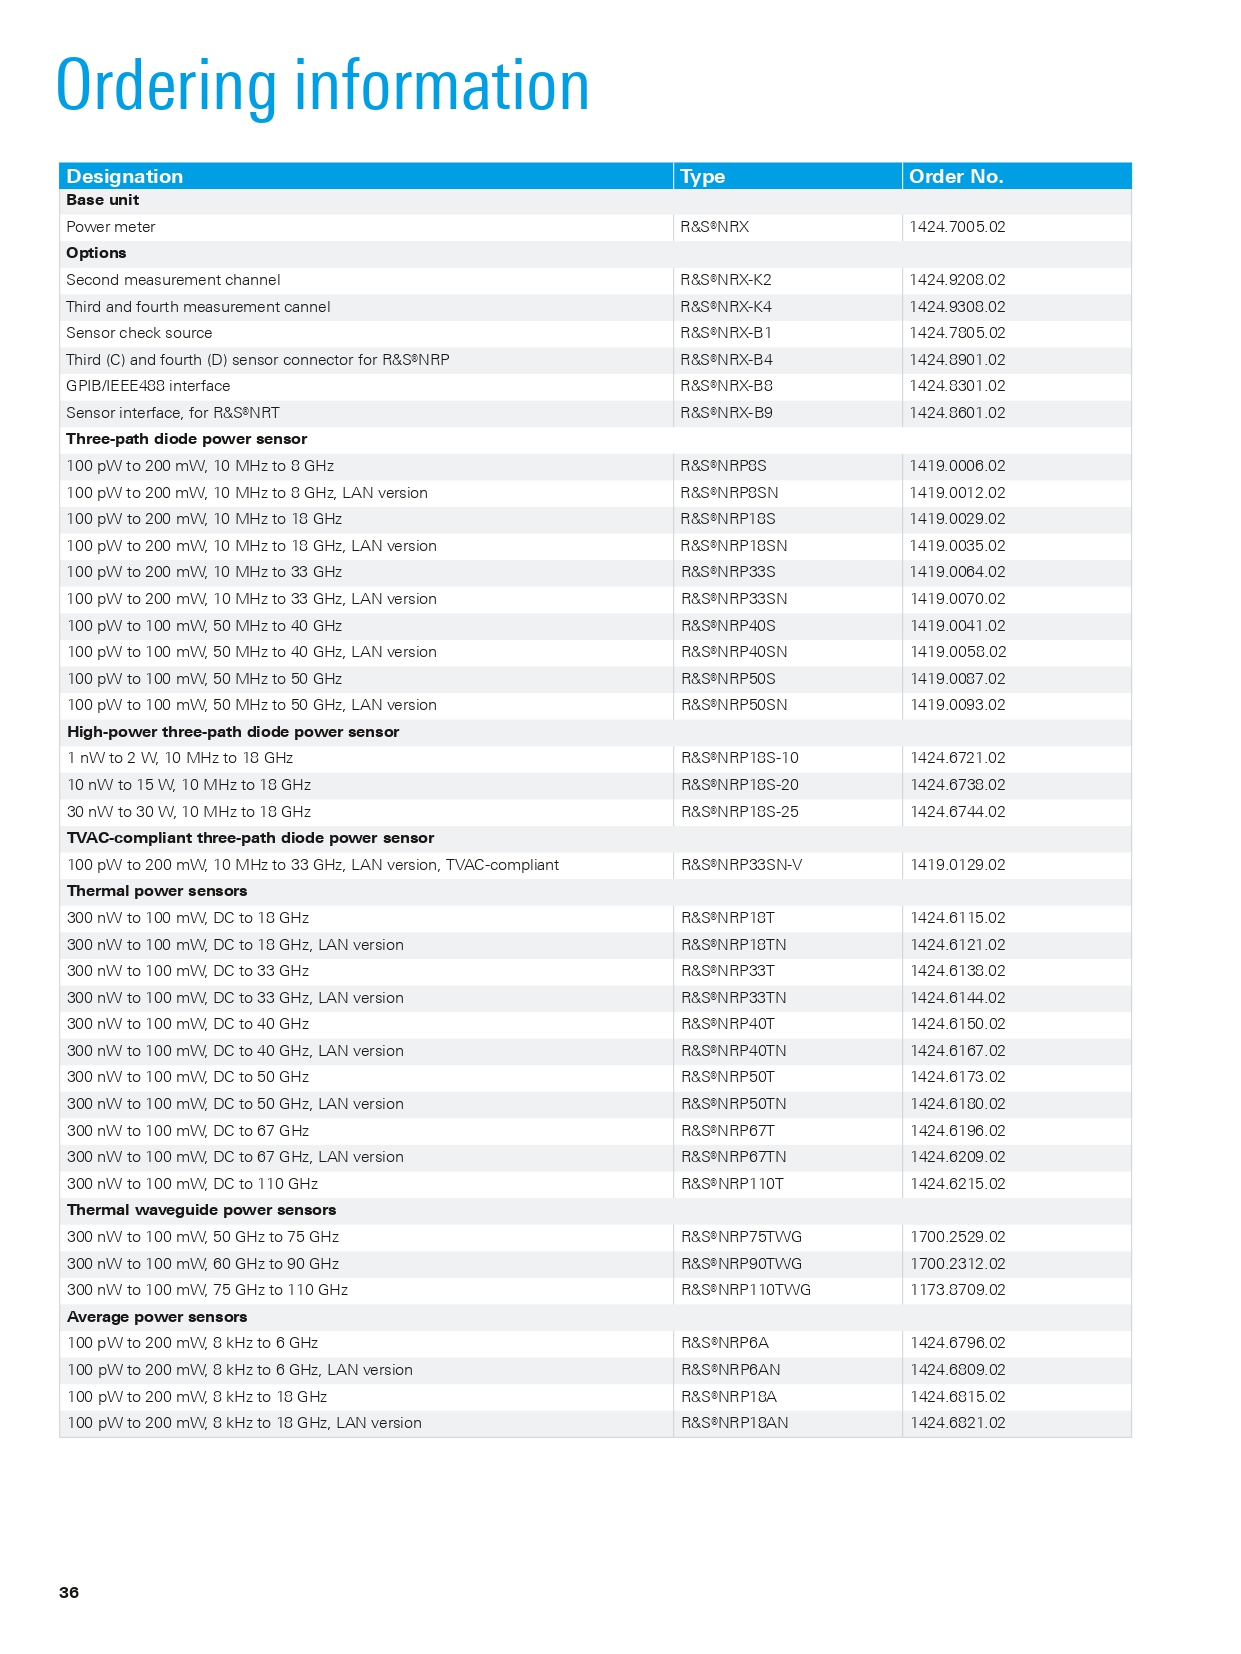 Ordering information
Designation Type Order No.
Base unit
Power meter R&S®NRX 1424.7005.02
Options
Second measurement channel R&S®NRX-K2 1424.9208.02
Third and fourth measurement cannel R&S®NRX-K4 1424.9308.02
Sensor check source R&S®NRX-B1 1424.7805.02
Third (C) and fourth (D) sensor connector for R&S®NRP R&S®NRX-B4 1424.8901.02
GPIB/IEEE488 interface R&S®NRX-B8 1424.8301.02
Sensor interface, for R&S®NRT R&S®NRX-B9 1424.8601.02
Three-path diode power sensor
100 pW to 200 mW, 10 MHz to 8 GHz R&S®NRP8S 1419.0006.02
100 pW to 200 mW, 10 MHz to 8 GHz, LAN version R&S®NRP8SN 1419.0012.02
100 pW to 200 mW, 10 MHz to 18 GHz R&S®NRP18S 1419.0029.02
100 pW to 200 mW, 10 MHz to 18 GHz, LAN version R&S®NRP18SN 1419.0035.02
100 pW to 200 mW, 10 MHz to 33 GHz R&S®NRP33S 1419.0064.02
100 pW to 200 mW, 10 MHz to 33 GHz, LAN version R&S®NRP33SN 1419.0070.02
100 pW to 100 mW, 50 MHz to 40 GHz R&S®NRP40S 1419.0041.02
100 pW to 100 mW, 50 MHz to 40 GHz, LAN version R&S®NRP40SN 1419.0058.02
100 pW to 100 mW, 50 MHz to 50 GHz R&S®NRP50S 1419.0087.02
100 pW to 100 mW, 50 MHz to 50 GHz, LAN version R&S®NRP50SN 1419.0093.02
High-power three-path diode power sensor
1 nW to 2 W, 10 MHz to 18 GHz R&S®NRP18S-10 1424.6721.02
10 nW to 15 W, 10 MHz to 18 GHz R&S®NRP18S-20 1424.6738.02
30 nW to 30 W, 10 MHz to 18 GHz R&S®NRP18S-25 1424.6744.02
TVAC-compliant three-path diode power sensor
100 pW to 200 mW, 10 MHz to 33 GHz, LAN version, TVAC-compliant R&S®NRP33SN-V 1419.0129.02
Thermal power sensors
300 nW to 100 mW, DC to 18 GHz R&S®NRP18T 1424.6115.02
300 nW to 100 mW, DC to 18 GHz, LAN version R&S®NRP18TN 1424.6121.02
300 nW to 100 mW, DC to 33 GHz R&S®NRP33T 1424.6138.02
300 nW to 100 mW, DC to 33 GHz, LAN version R&S®NRP33TN 1424.6144.02
300 nW to 100 mW, DC to 40 GHz R&S®NRP40T 1424.6150.02
300 nW to 100 mW, DC to 40 GHz, LAN version R&S®NRP40TN 1424.6167.02
300 nW to 100 mW, DC to 50 GHz R&S®NRP50T 1424.6173.02
300 nW to 100 mW, DC to 50 GHz, LAN version R&S®NRP50TN 1424.6180.02
300 nW to 100 mW, DC to 67 GHz R&S®NRP67T 1424.6196.02
300 nW to 100 mW, DC to 67 GHz, LAN version R&S®NRP67TN 1424.6209.02
300 nW to 100 mW, DC to 110 GHz R&S®NRP110T 1424.6215.02
Thermal waveguide power sensors
300 nW to 100 mW, 50 GHz to 75 GHz R&S®NRP75TWG 1700.2529.02
300 nW to 100 mW, 60 GHz to 90 GHz R&S®NRP90TWG 1700.2312.02
300 nW to 100 mW, 75 GHz to 110 GHz R&S®NRP110TWG 1173.8709.02
Average power sensors
100 pW to 200 mW, 8 kHz to 6 GHz R&S®NRP6A 1424.6796.02
100 pW to 200 mW, 8 kHz to 6 GHz, LAN version R&S®NRP6AN 1424.6809.02
100 pW to 200 mW, 8 kHz to 18 GHz R&S®NRP18A 1424.6815.02
100 pW to 200 mW, 8 kHz to 18 GHz, LAN version R&S®NRP18AN 1424.6821.02
36